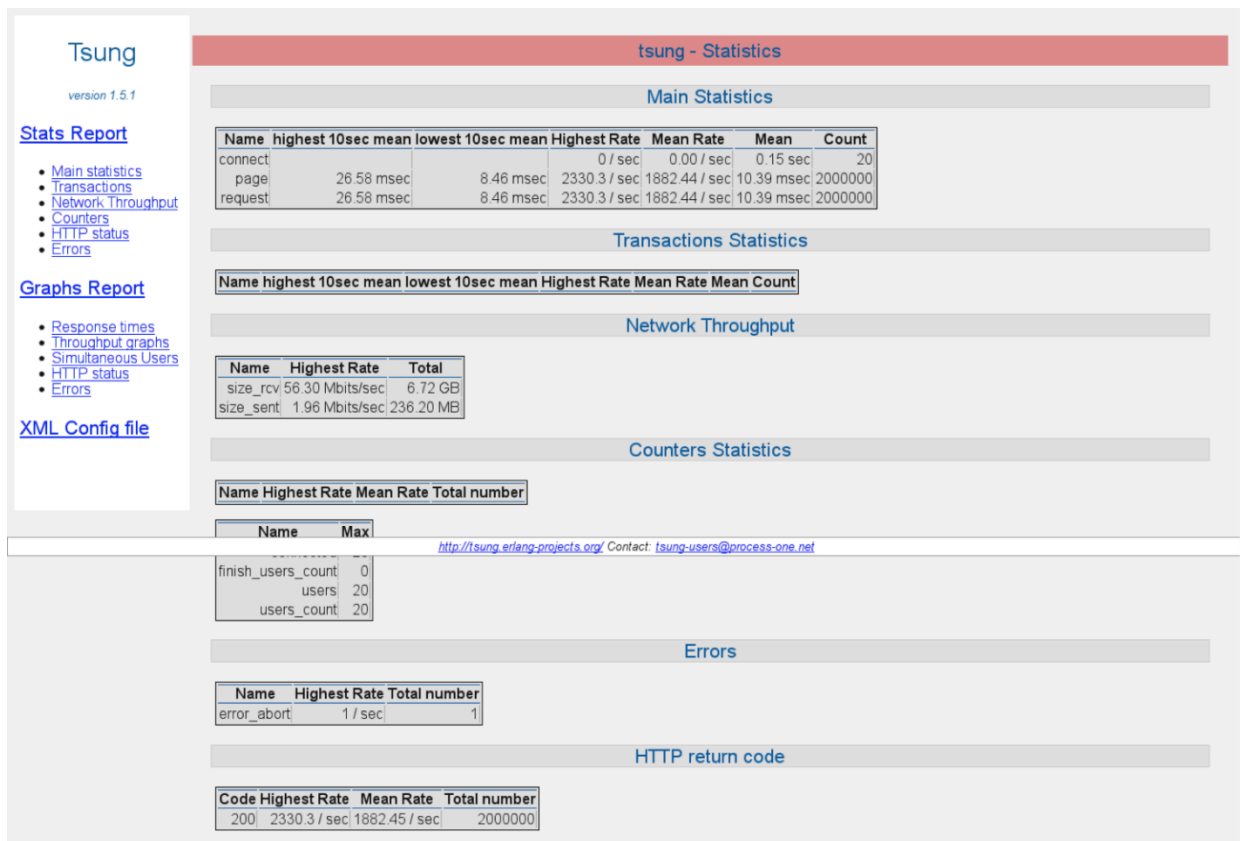 Tsung
version 1.5.1
Stats Report
Main statistics
Transactions
Network Throughput
Counters
HTTP status
Errors
Graphs Report
Response times
Throughput graphs
Simultaneous Users
HTTP status
Errors
XML Config file
tsung - Statistics
Main Statistics
Name highest 10sec mean lowest 10sec mean Highest Rate Mean Rate Mean Count
connect 0 / sec 0.00 / sec 0.15 sec 20
page 26.58 msec 8.46 msec 2330.3 / sec 1882.44 / sec 10.39 msec 2000000
request 26.58 msec 8.46 msec 2330.3 / sec 1882.44 / sec 10.39 msec 2000000
Transactions Statistics
Name highest 10sec mean lowest 10sec mean Highest Rate Mean Rate Mean Count
Network Throughput
Name Highest Rate Total
size_rcv 56.30 Mbits/sec 6.72 GB
size_sent 1.96 Mbits/sec 236.20 MB
Counters Statistics
Name Highest Rate Mean Rate Total number
Name Max
http://tsung.erlang-projects.org/ Contact: tsung-users@process-one.net
finish_users_count 0
users 20
users_count 20
Errors
Name Highest Rate Total number
error_abort 1 / sec 1
HTTP return code
Code Highest Rate Mean Rate Total number
200 2330.3 / sec 1882.45 / sec 2000000